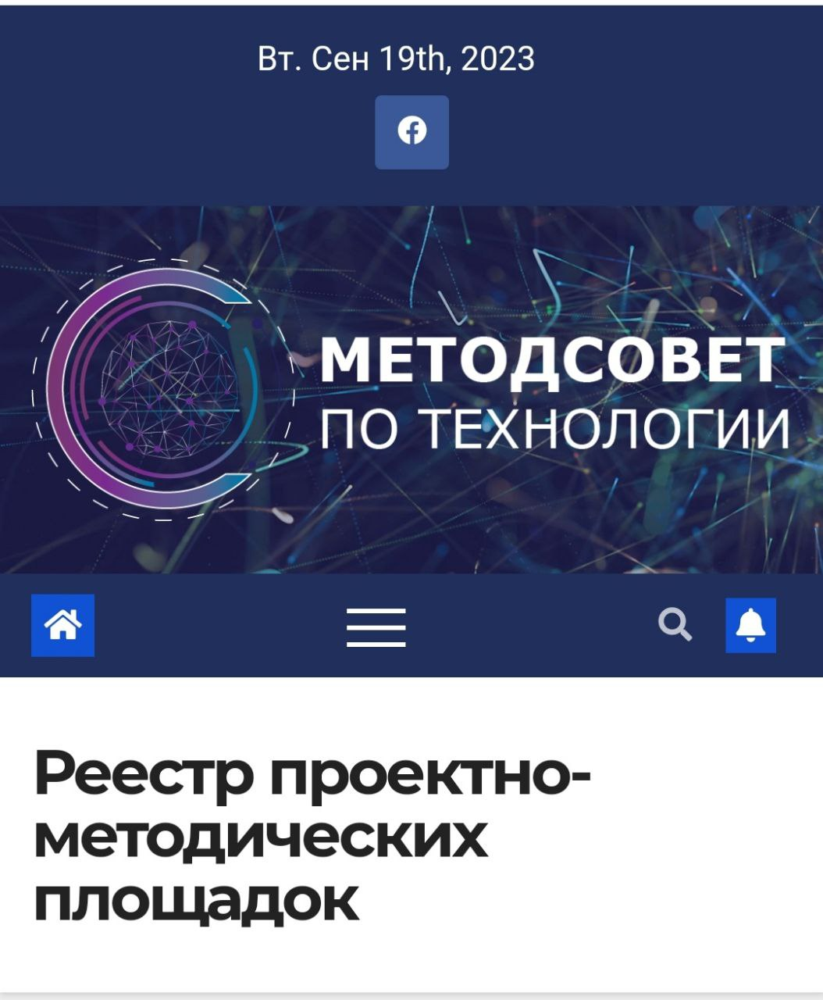 Вт. Сен 19th, 2023
МЕТОДСОВЕТ
ПО ТЕХНОЛОГИИ
Реестр проектно-
методических
площадок